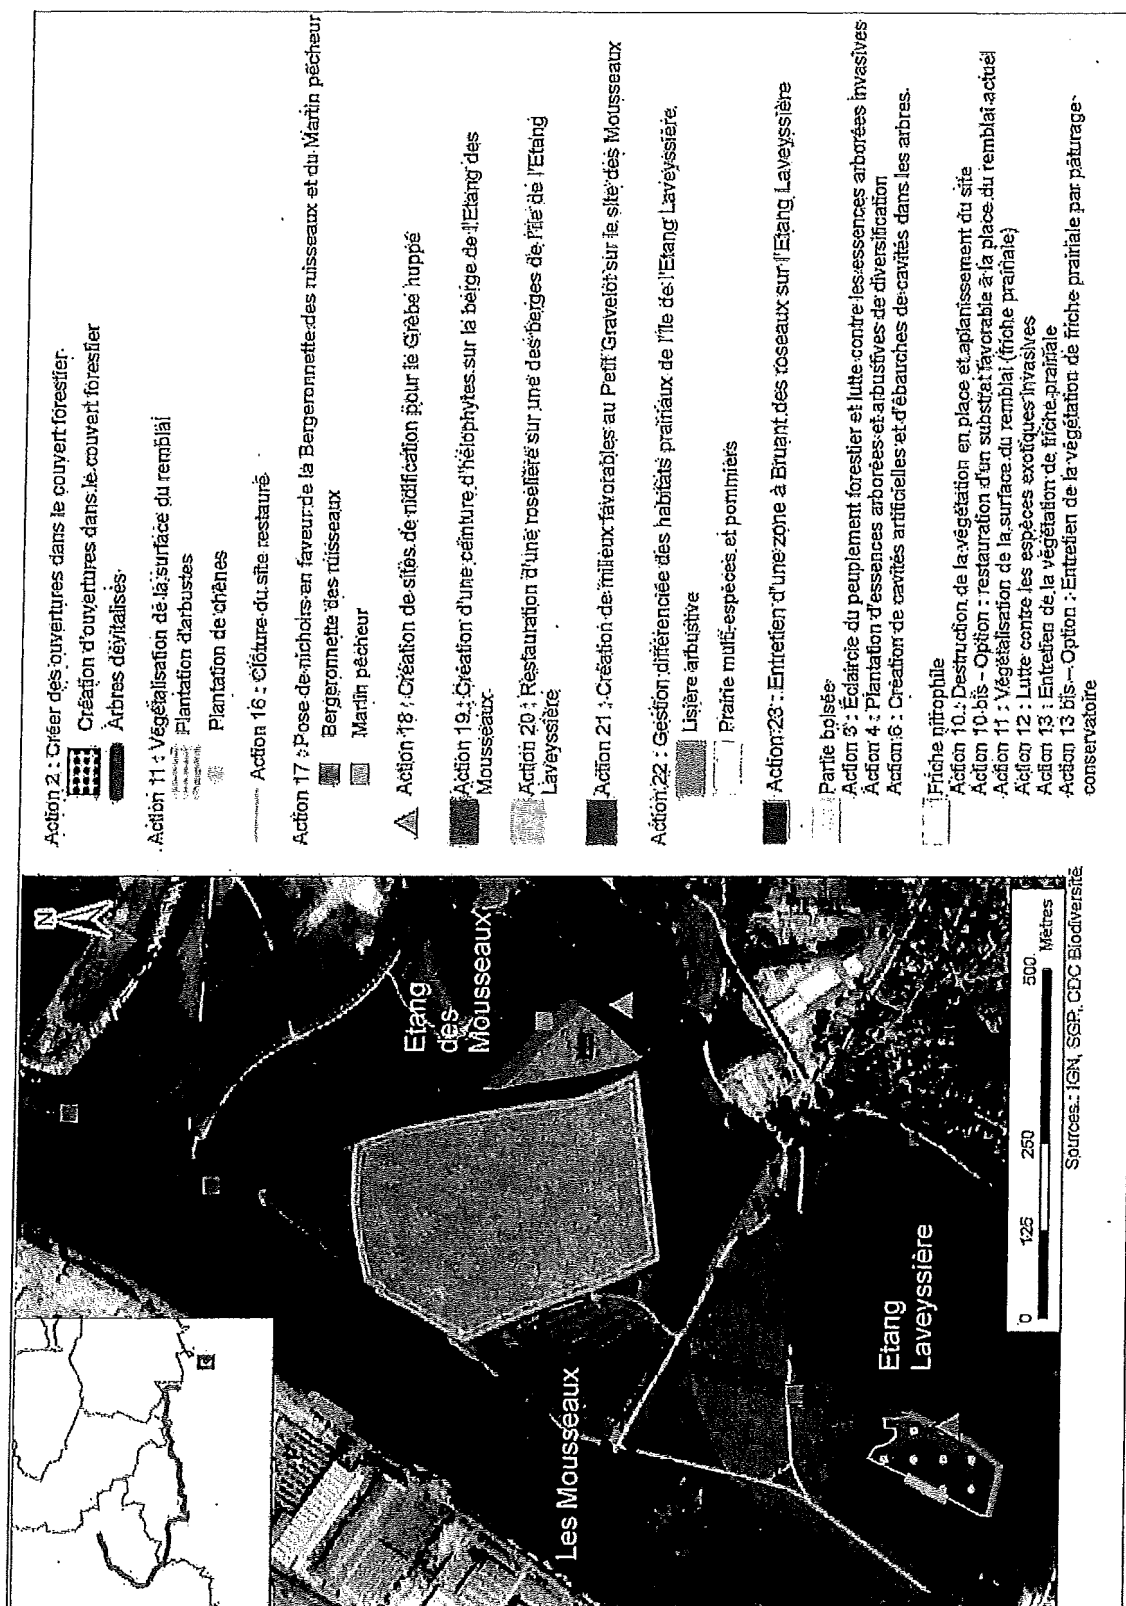 Action 2 : Créer des ouvertures dans le couvert forestier
Création d'ouvertures dans le couvert forestier
Arbres dévitalisés
Action 11 : Végétalisation de la surface du remblai
Plantation d'arbustes
Plantation de chênes
Action 16 : Clôture du site restauré
Action 17 : Pose de nichoirs en faveur de la Bergeronnette des ruisseaux et du Martin pêcheur
Bergeronnette des ruisseaux
Martin pêcheur
Action 18 : Création de sites de nidification pour le Grèbe huppé
Action 19 : Création d'une ceinture d'hélophytes sur la berge de l'Etang des
Mousseaux
Action 20 : Restauration d'une roselière sur une des berges de l'île de l'Etang
Laveyssière
Action 21 : Création de milieux favorables au Petit Gravelot sur le site des Mousseaux
Action 22 : Gestion différenciée des habitats prairiaux de l'île de l'Etang Laveyssière
Lisière arbustive
Prairie multi-espèces et pommiers
Action 23 : Entretien d'une zone à Bruant des roseaux sur l'Etang Laveyssière
Partie boisée
Action 3 : Éclaircie du peuplement forestier et lutte contre les essences arborées invasives
Action 4 : Plantation d'essences arborées et arbustives de diversification
Action 6 : Création de cavités artificielles et d'ébauches de cavités dans les arbres.
Friche nitrophile
Action 10 : Destruction de la végétation en place et aplanissement du site
Action 10 bis – Option : restauration d'un substrat favorable à la place du remblai actuel
Action 11 : Végétalisation de la surface du remblai (friche prairiale)
Action 12 : Lutte contre les espèces exotiques invasives
Action 13 : Entretien de la végétation de friche prairiale
Action 13 bis – Option : Entretien de la végétation de friche prairiale par pâturage
conservatoire
N
Etang
des
Mousseaux
Les Mousseaux
Etang
Laveyssière
0 125 250 500
Mètres
Sources : IGN, SGP, CDC Biodiversité